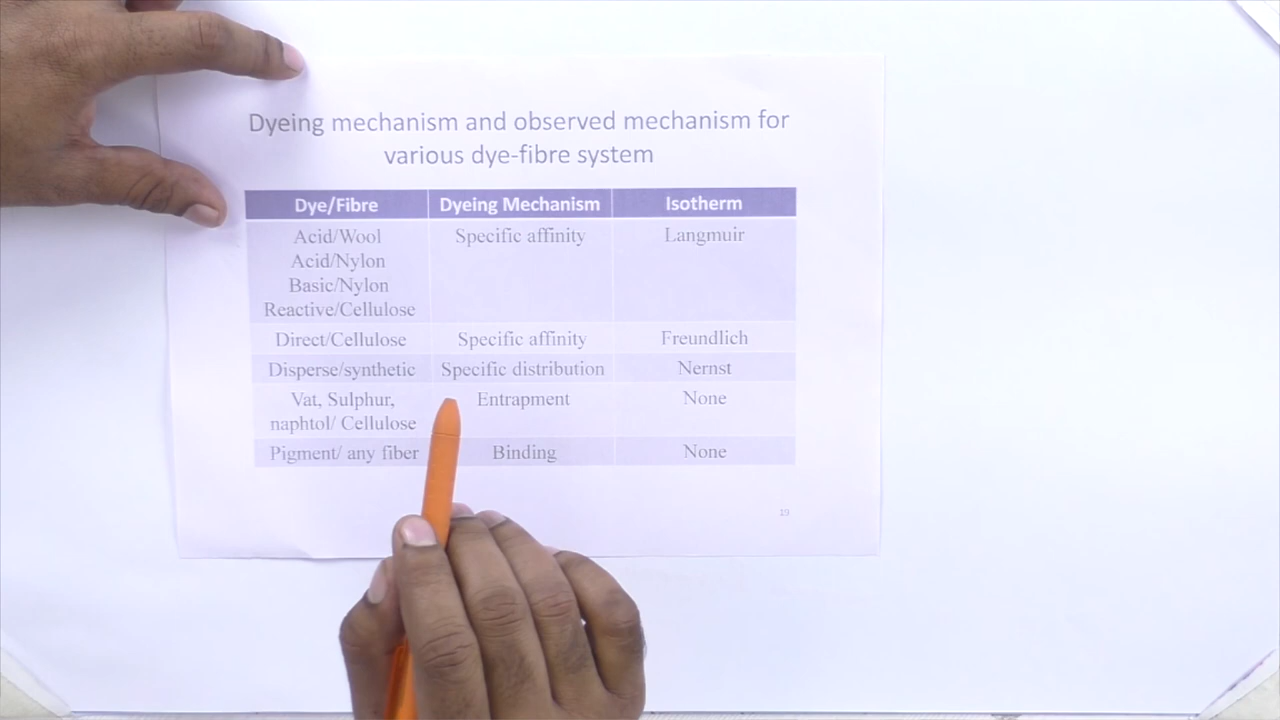 Dyeing mechanism and observed mechanism for
various dye-fibre system
Dye/Fibre Dyeing Mechanism Isotherm
Acid/Wool Specific affinity Langmuir
Acid/Nylon
Basic/Nylon
Reactive/Cellulose
Direct/Cellulose Specific affinity Freundlich
Disperse/synthetic Specific distribution Nernst
Vat, Sulphur, Entrapment None
naphtol/ Cellulose
Pigment/ any fiber Binding None
19